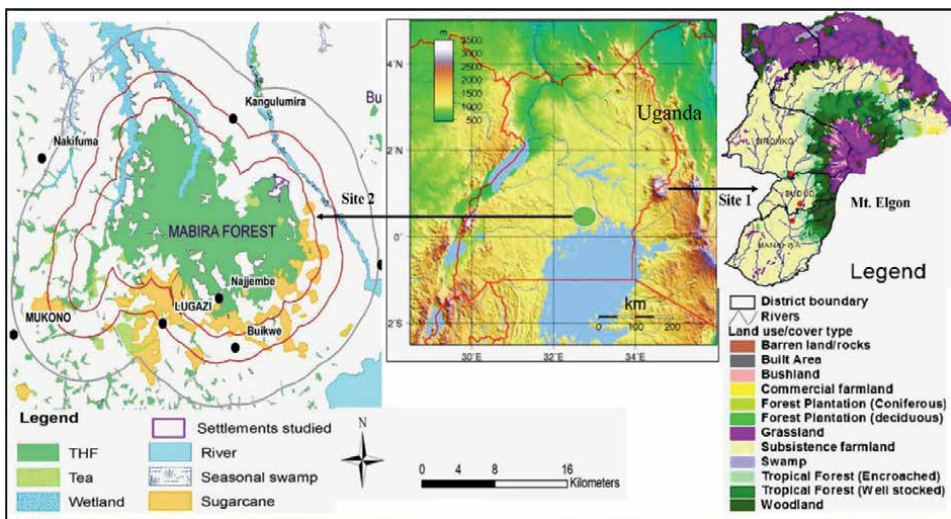 Kangulumira
Bu
Nakifuma
MABIRA FOREST
Najjembe
LUGAZI
MUKONO
Buikwe
Legend
THF
Tea
Wetland
Settlements studied
River
Seasonal swamp
Sugarcane
N
0 4 8 16
Kilometers
Site 2
m
3500
3000
2500
2000
1500
1000
500
4°N
2°N
0°
2°S
30°E
32°E
34°E
Uganda
km
0 100 200
Site 1
SIRONKO
BUDUDA
MANAFWA
Mt. Elgon
Legend
District boundary
Rivers
Land use/cover type
Barren land/rocks
Built Area
Bushland
Commercial farmland
Forest Plantation (Coniferous)
Forest Plantation (deciduous)
Grassland
Subsistence farmland
Swamp
Tropical Forest (Encroached)
Tropical Forest (Well stocked)
Woodland